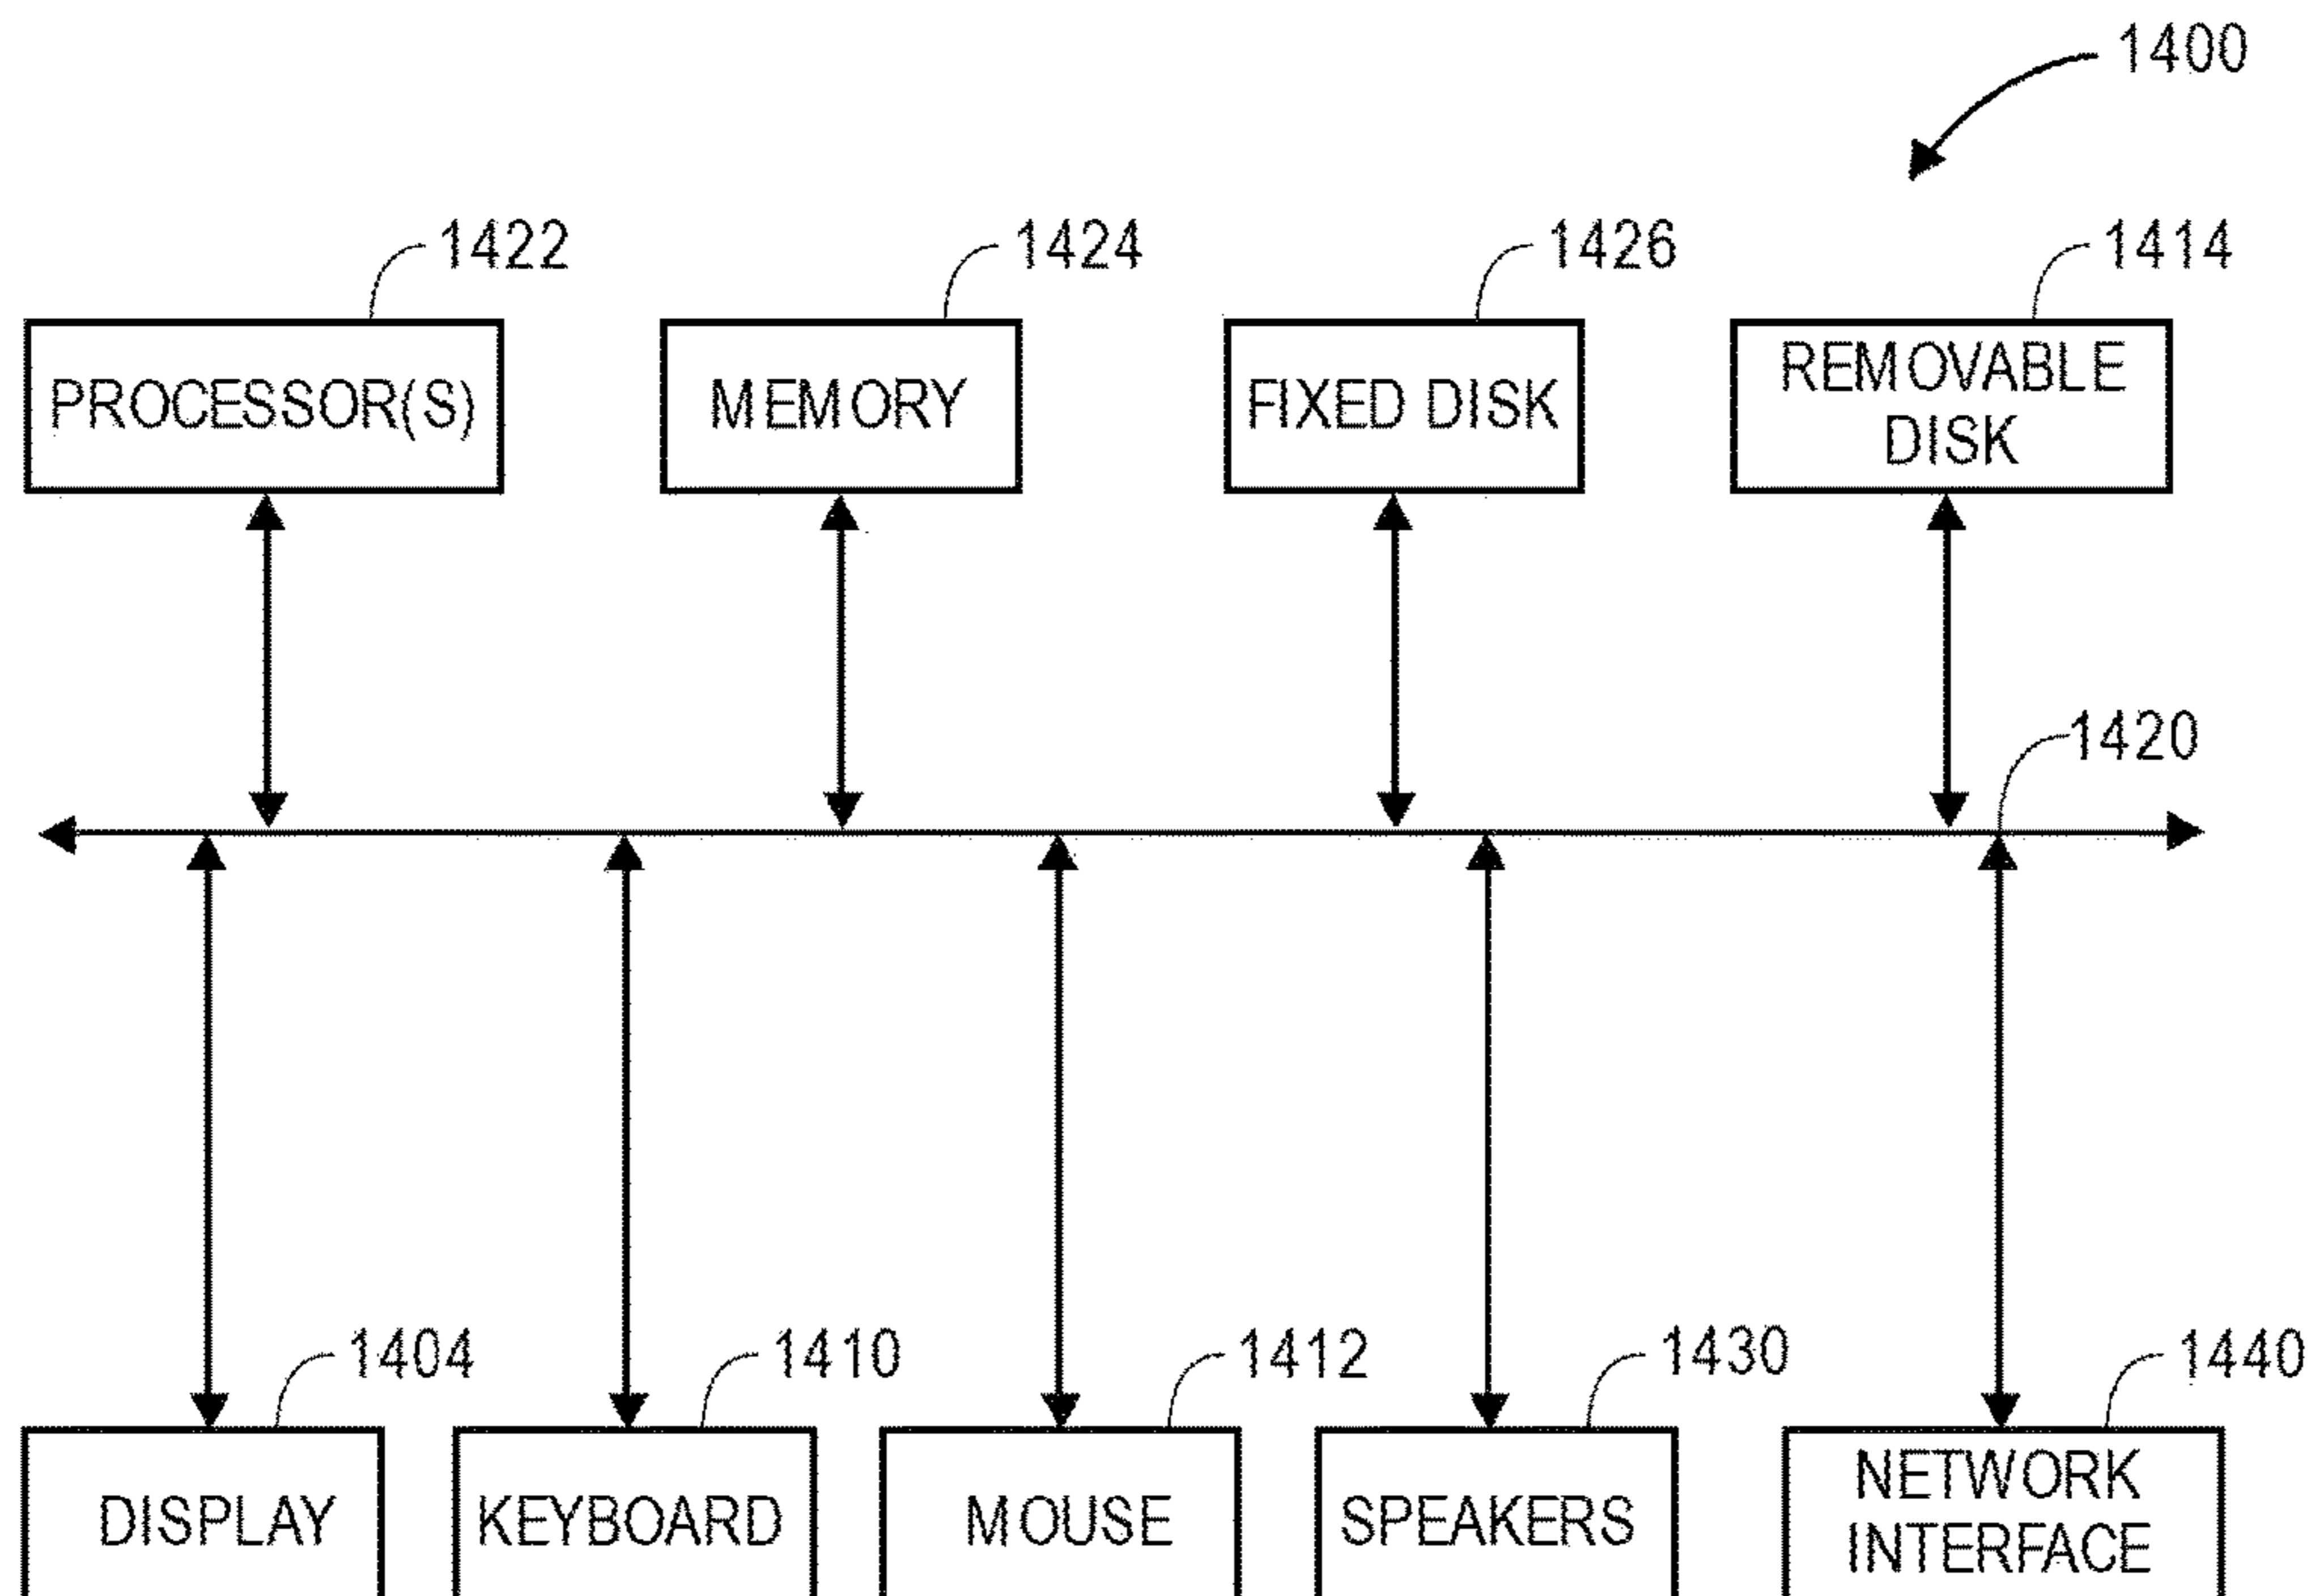 1400
1422
1424
1426
1414
PROCESSOR(S)
MEMORY
FIXED DISK
REMOVABLE
DISK
1420
1404
1410
1412
1430
1440
DISPLAY
KEYBOARD
MOUSE
SPEAKERS
NETWORK
INTERFACE